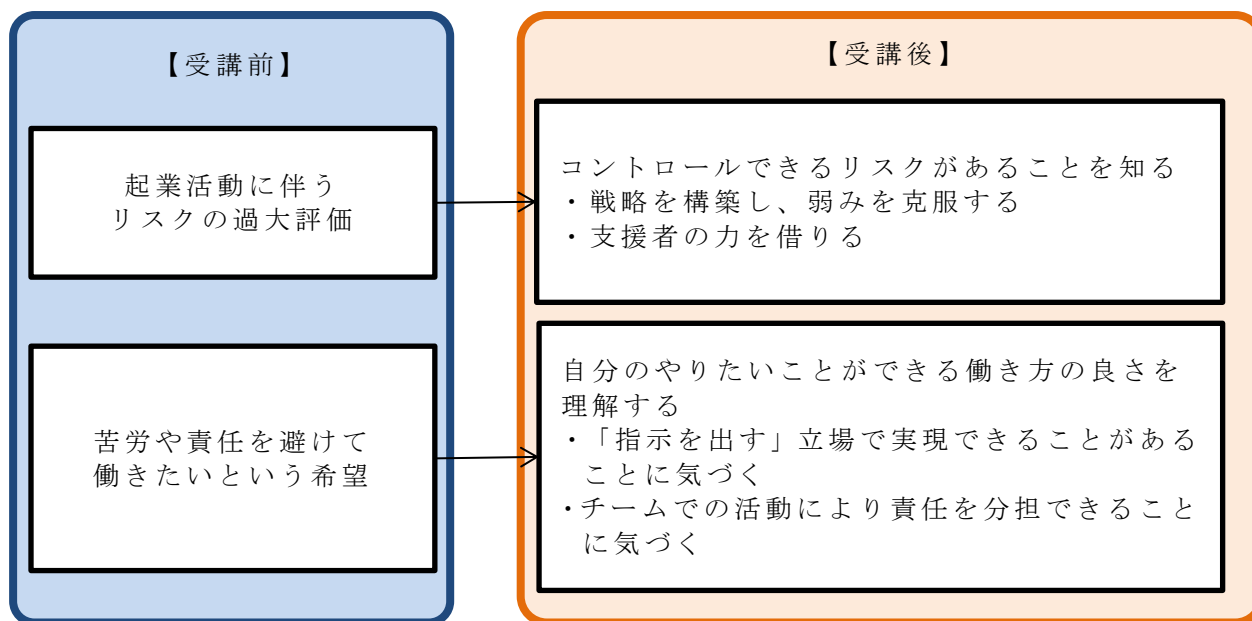 【受講前】
起業活動に伴う
リスクの過大評価
苦労や責任を避けて
働きたいという希望
【受講後】
コントロールできるリスクがあることを知る
・戦略を構築し、弱みを克服する
・支援者の力を借りる
自分のやりたいことができる働き方の良さを
理解する
・「指示を出す」立場で実現できることがある
ことに気づく
・チームでの活動により責任を分担できること
に気づく